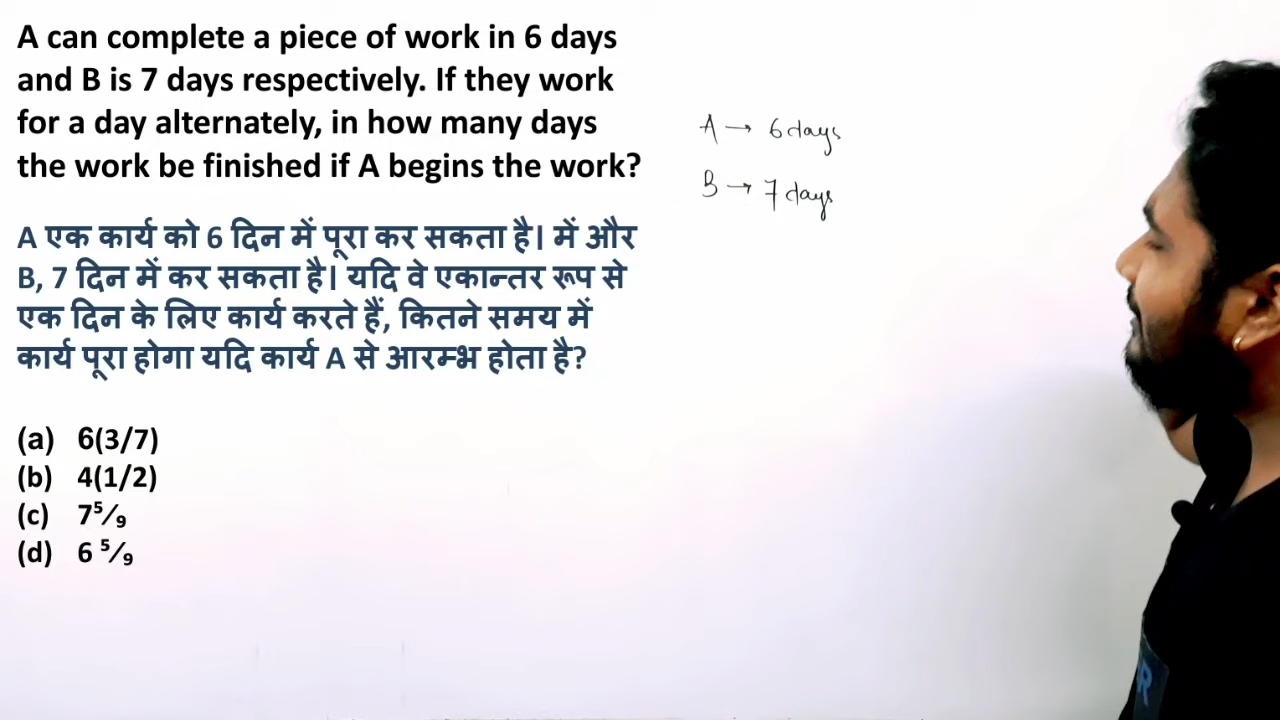 A can complete a piece of work in 6 days
and B is 7 days respectively. If they work
for a day alternately, in how many days
the work be finished if A begins the work?
A एक कार्य को 6 दिन में पूरा कर सकता है। में और
B, 7 दिन में कर सकता है। यदि वे एकान्तर रूप से
एक दिन के लिए कार्य करते हैं, कितने समय में
कार्य पूरा होगा यदि कार्य A से आरम्भ होता है?
(a) 6(3/7)
(b) 4(1/2)
(c) 7⁵⁄₉
(d) 6 ⁵⁄₉
A → 6 days
B → 7 days
R